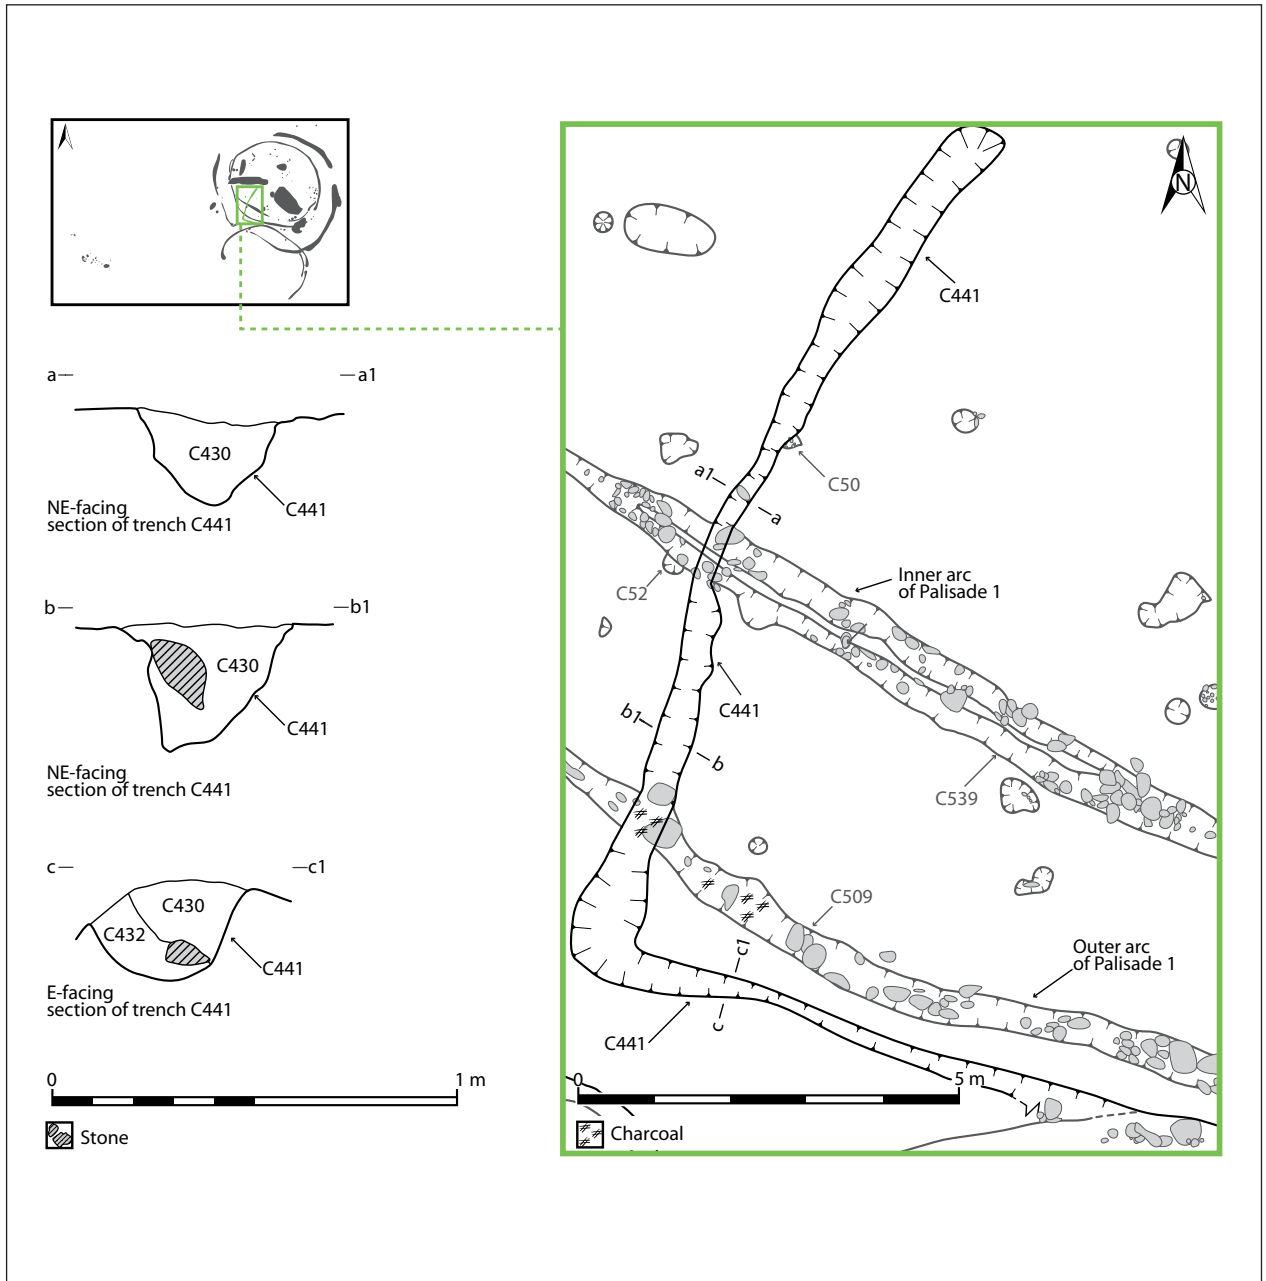 a
a1
C430
C441
NE-facing
section of trench C441
b
b1
C430
C441
NE-facing
section of trench C441
c
c1
C430
C432
C441
E-facing
section of trench C441
0
1 m
Stone
N
C441
a1
a
C50
C52
Inner arc
of Palisade 1
C441
b1
b
C539
C509
c1
c
Outer arc
of Palisade 1
C441
0
5 m
Charcoal